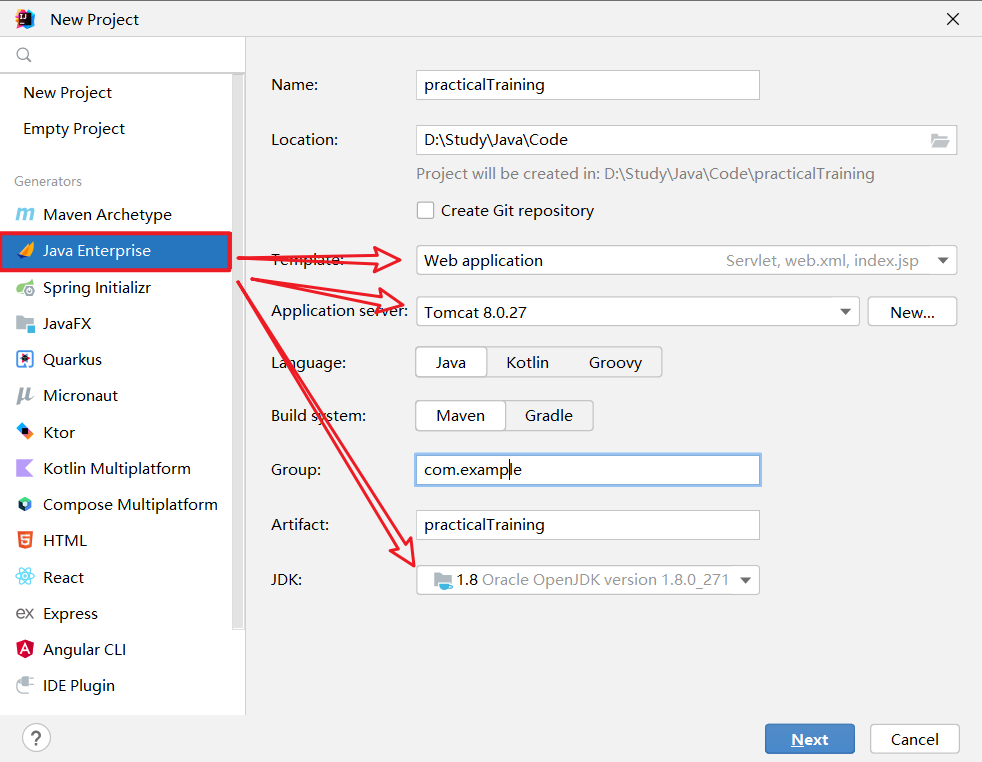 New Project
New Project
Empty Project
Generators
Maven Archetype
Java Enterprise
Spring Initializr
JavaFX
Quarkus
Micronaut
Ktor
Kotlin Multiplatform
Compose Multiplatform
HTML
React
Express
Angular CLI
IDE Plugin
Name: practicalTraining
Location: D:\Study\Java\Code
Project will be created in: D:\Study\Java\Code\practicalTraining
Create Git repository
Template: Web application Servlet, web.xml, index.jsp
Application server: Tomcat 8.0.27 New...
Language: Java Kotlin Groovy
Build system: Maven Gradle
Group: com.example
Artifact: practicalTraining
JDK: 1.8 Oracle OpenJDK version 1.8.0_271
? Next Cancel